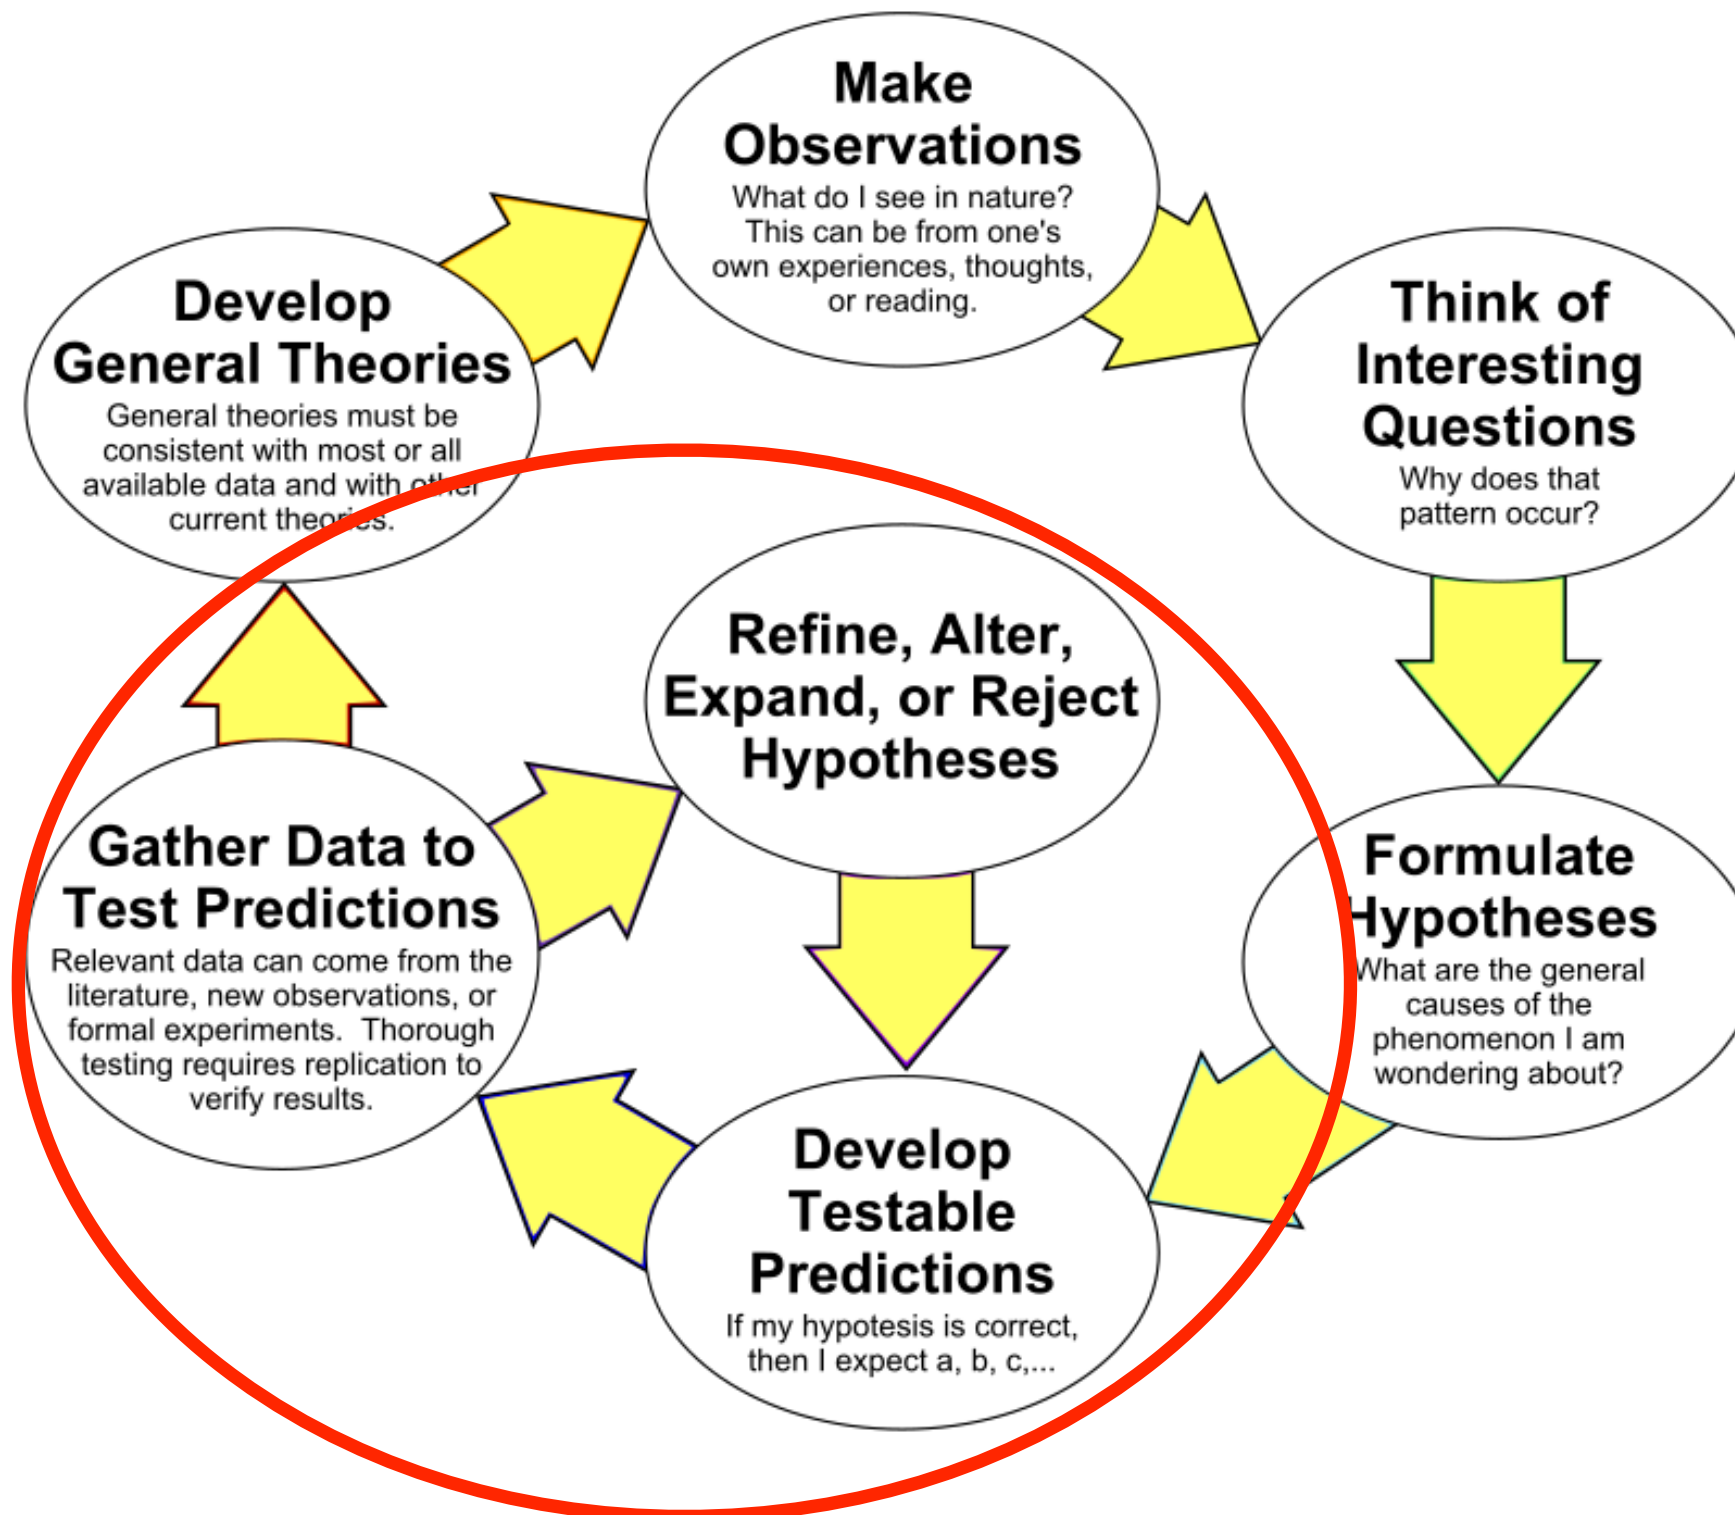 Make
Observations
What do I see in nature?
This can be from one's
own experiences, thoughts,
or reading.
Think of
Interesting
Questions
Why does that
pattern occur?
Formulate
Hypotheses
What are the general
causes of the
phenomenon I am
wondering about?
Develop
Testable
Predictions
If my hypotesis is correct,
then I expect a, b, c,...
Gather Data to
Test Predictions
Relevant data can come from the
literature, new observations, or
formal experiments.  Thorough
testing requires replication to
verify results.
Refine, Alter,
Expand, or Reject
Hypotheses
Develop
General Theories
General theories must be
consistent with most or all
available data and with other
current theories.